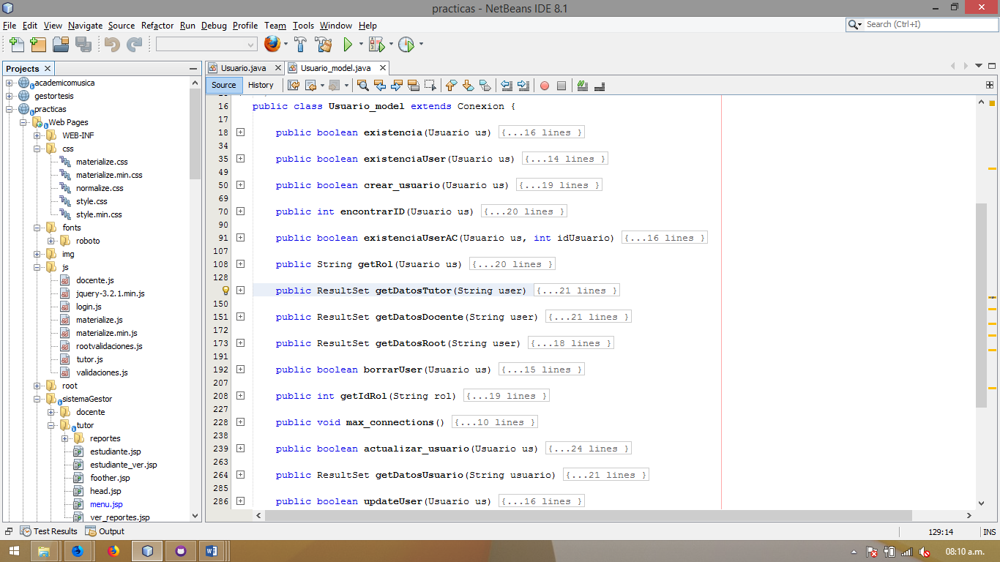 practicas - NetBeans IDE 8.1
File Edit View Navigate Source Refactor Run Debug Profile Team Tools Window Help
Search (Ctrl+I)
Projects
academicomusica
gestortesis
practicas
Web Pages
WEB-INF
css
materialize.css
materialize.min.css
normalize.css
style.css
style.min.css
fonts
roboto
img
js
docente.js
jquery-3.2.1.min.js
login.js
materialize.js
materialize.min.js
rootvalidaciones.js
tutor.js
validaciones.js
root
sistemaGestor
docente
tutor
reportes
estudiante.jsp
estudiante_ver.jsp
foother.jsp
head.jsp
menu.jsp
ver_reportes.jsp
Usuario.java Usuario_model.java
Source History
16 public class Usuario_model extends Conexion {
17
18 public boolean existencia(Usuario us) {...16 lines }
34
35 public boolean existenciaUser(Usuario us) {...14 lines }
49
50 public boolean crear_usuario(Usuario us) {...19 lines }
69
70 public int encontrarID(Usuario us) {...20 lines }
90
91 public boolean existenciaUserAC(Usuario us, int idUsuario) {...16 lines }
107
108 public String getRol(Usuario us) {...20 lines }
128
public ResultSet getDatosTutor(String user) {...21 lines }
150
151 public ResultSet getDatosDocente(String user) {...21 lines }
172
173 public ResultSet getDatosRoot(String user) {...18 lines }
191
192 public boolean borrarUser(Usuario us) {...15 lines }
207
208 public int getIdRol(String rol) {...19 lines }
227
228 public void max_connections() {...10 lines }
238
239 public boolean actualizar_usuario(Usuario us) {...24 lines }
263
264 public ResultSet getDatosUsuario(String usuario) {...21 lines }
285
286 public boolean updateUser(Usuario us) {...16 lines }
Test Results Output
129:14 INS
08:10 a.m.